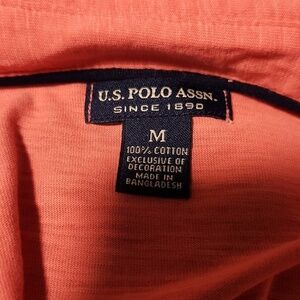 U.S. POLO ASSN.
SINCE 1890
M
100% COTTON
EXCLUSIVE OF
DECORATION
MADE IN
BANGLADESH